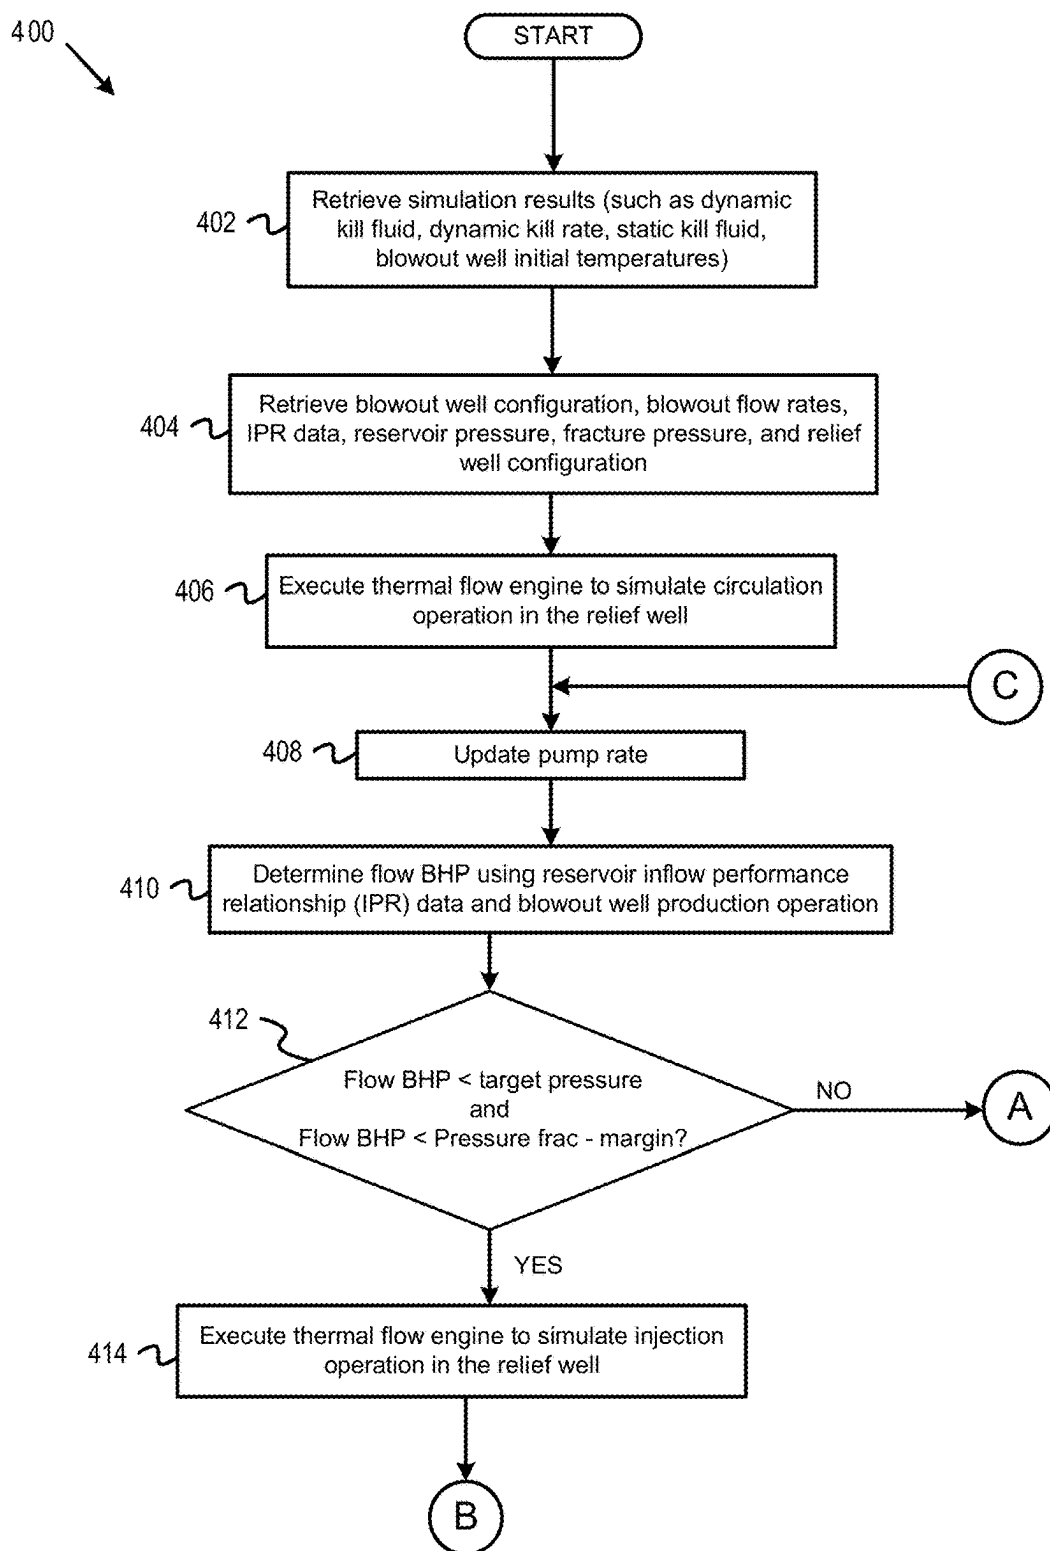 400
START
402
Retrieve simulation results (such as dynamic
kill fluid, dynamic kill rate, static kill fluid,
blowout well initial temperatures)
404
Retrieve blowout well configuration, blowout flow rates,
IPR data, reservoir pressure, fracture pressure, and relief
well configuration
406
Execute thermal flow engine to simulate circulation
operation in the relief well
C
408
Update pump rate
410
Determine flow BHP using reservoir inflow performance
relationship (IPR) data and blowout well production operation
412
Flow BHP < target pressure
and
Flow BHP < Pressure frac - margin?
NO
A
YES
414
Execute thermal flow engine to simulate injection
operation in the relief well
B